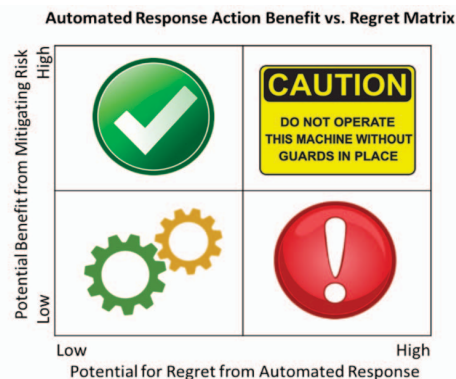 Automated Response Action Benefit vs. Regret Matrix
Potential Benefit from Mitigating Risk
High
Low
CAUTION
DO NOT OPERATE
THIS MACHINE WITHOUT
GUARDS IN PLACE
Low
High
Potential for Regret from Automated Response